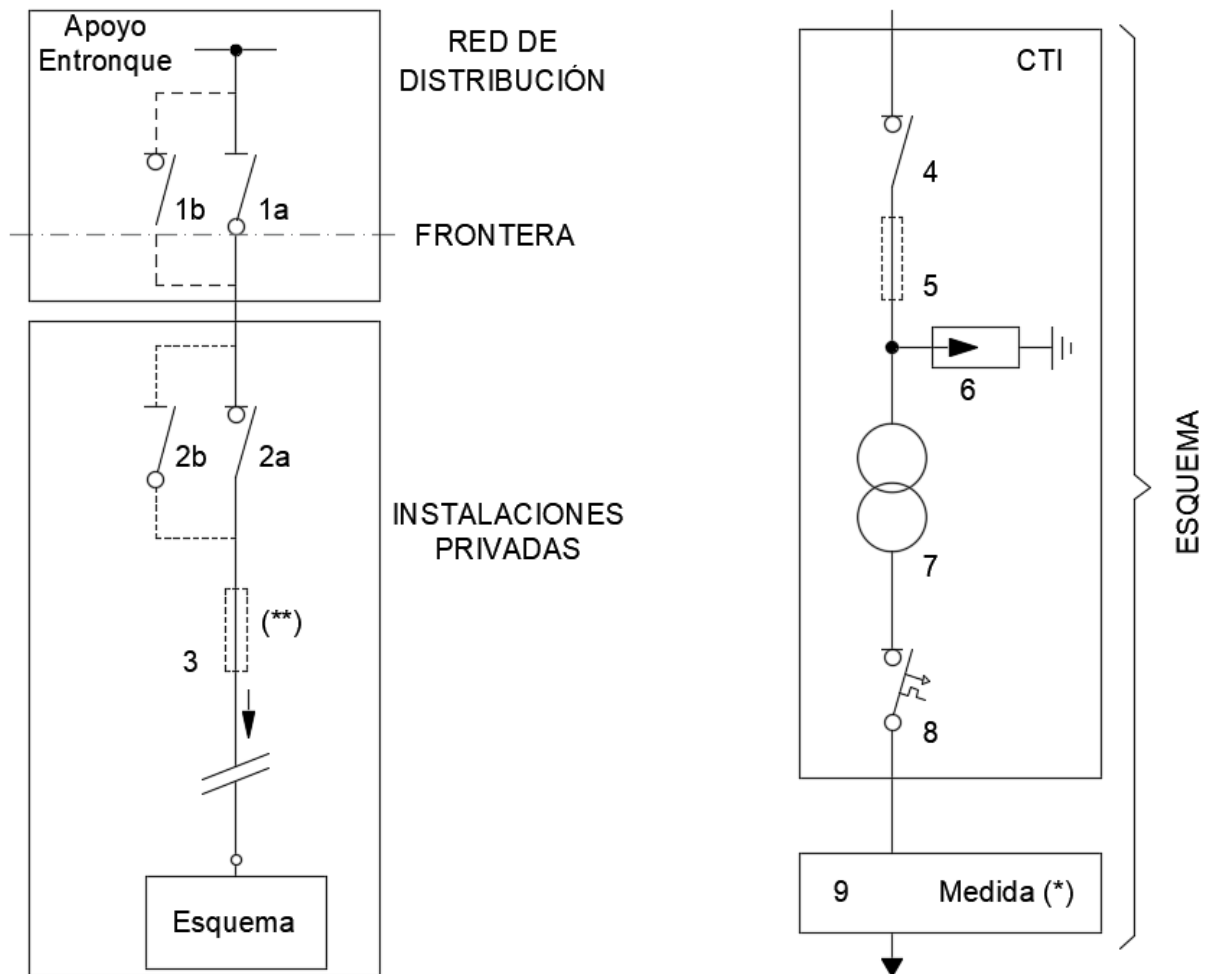 Apoyo
Entronque
RED DE
DISTRIBUCIÓN
1b
1a
FRONTERA
2b
2a
INSTALACIONES
PRIVADAS
(**)
3
Esquema
CTI
4
5
6
7
8
9 Medida (*)
ESQUEMA